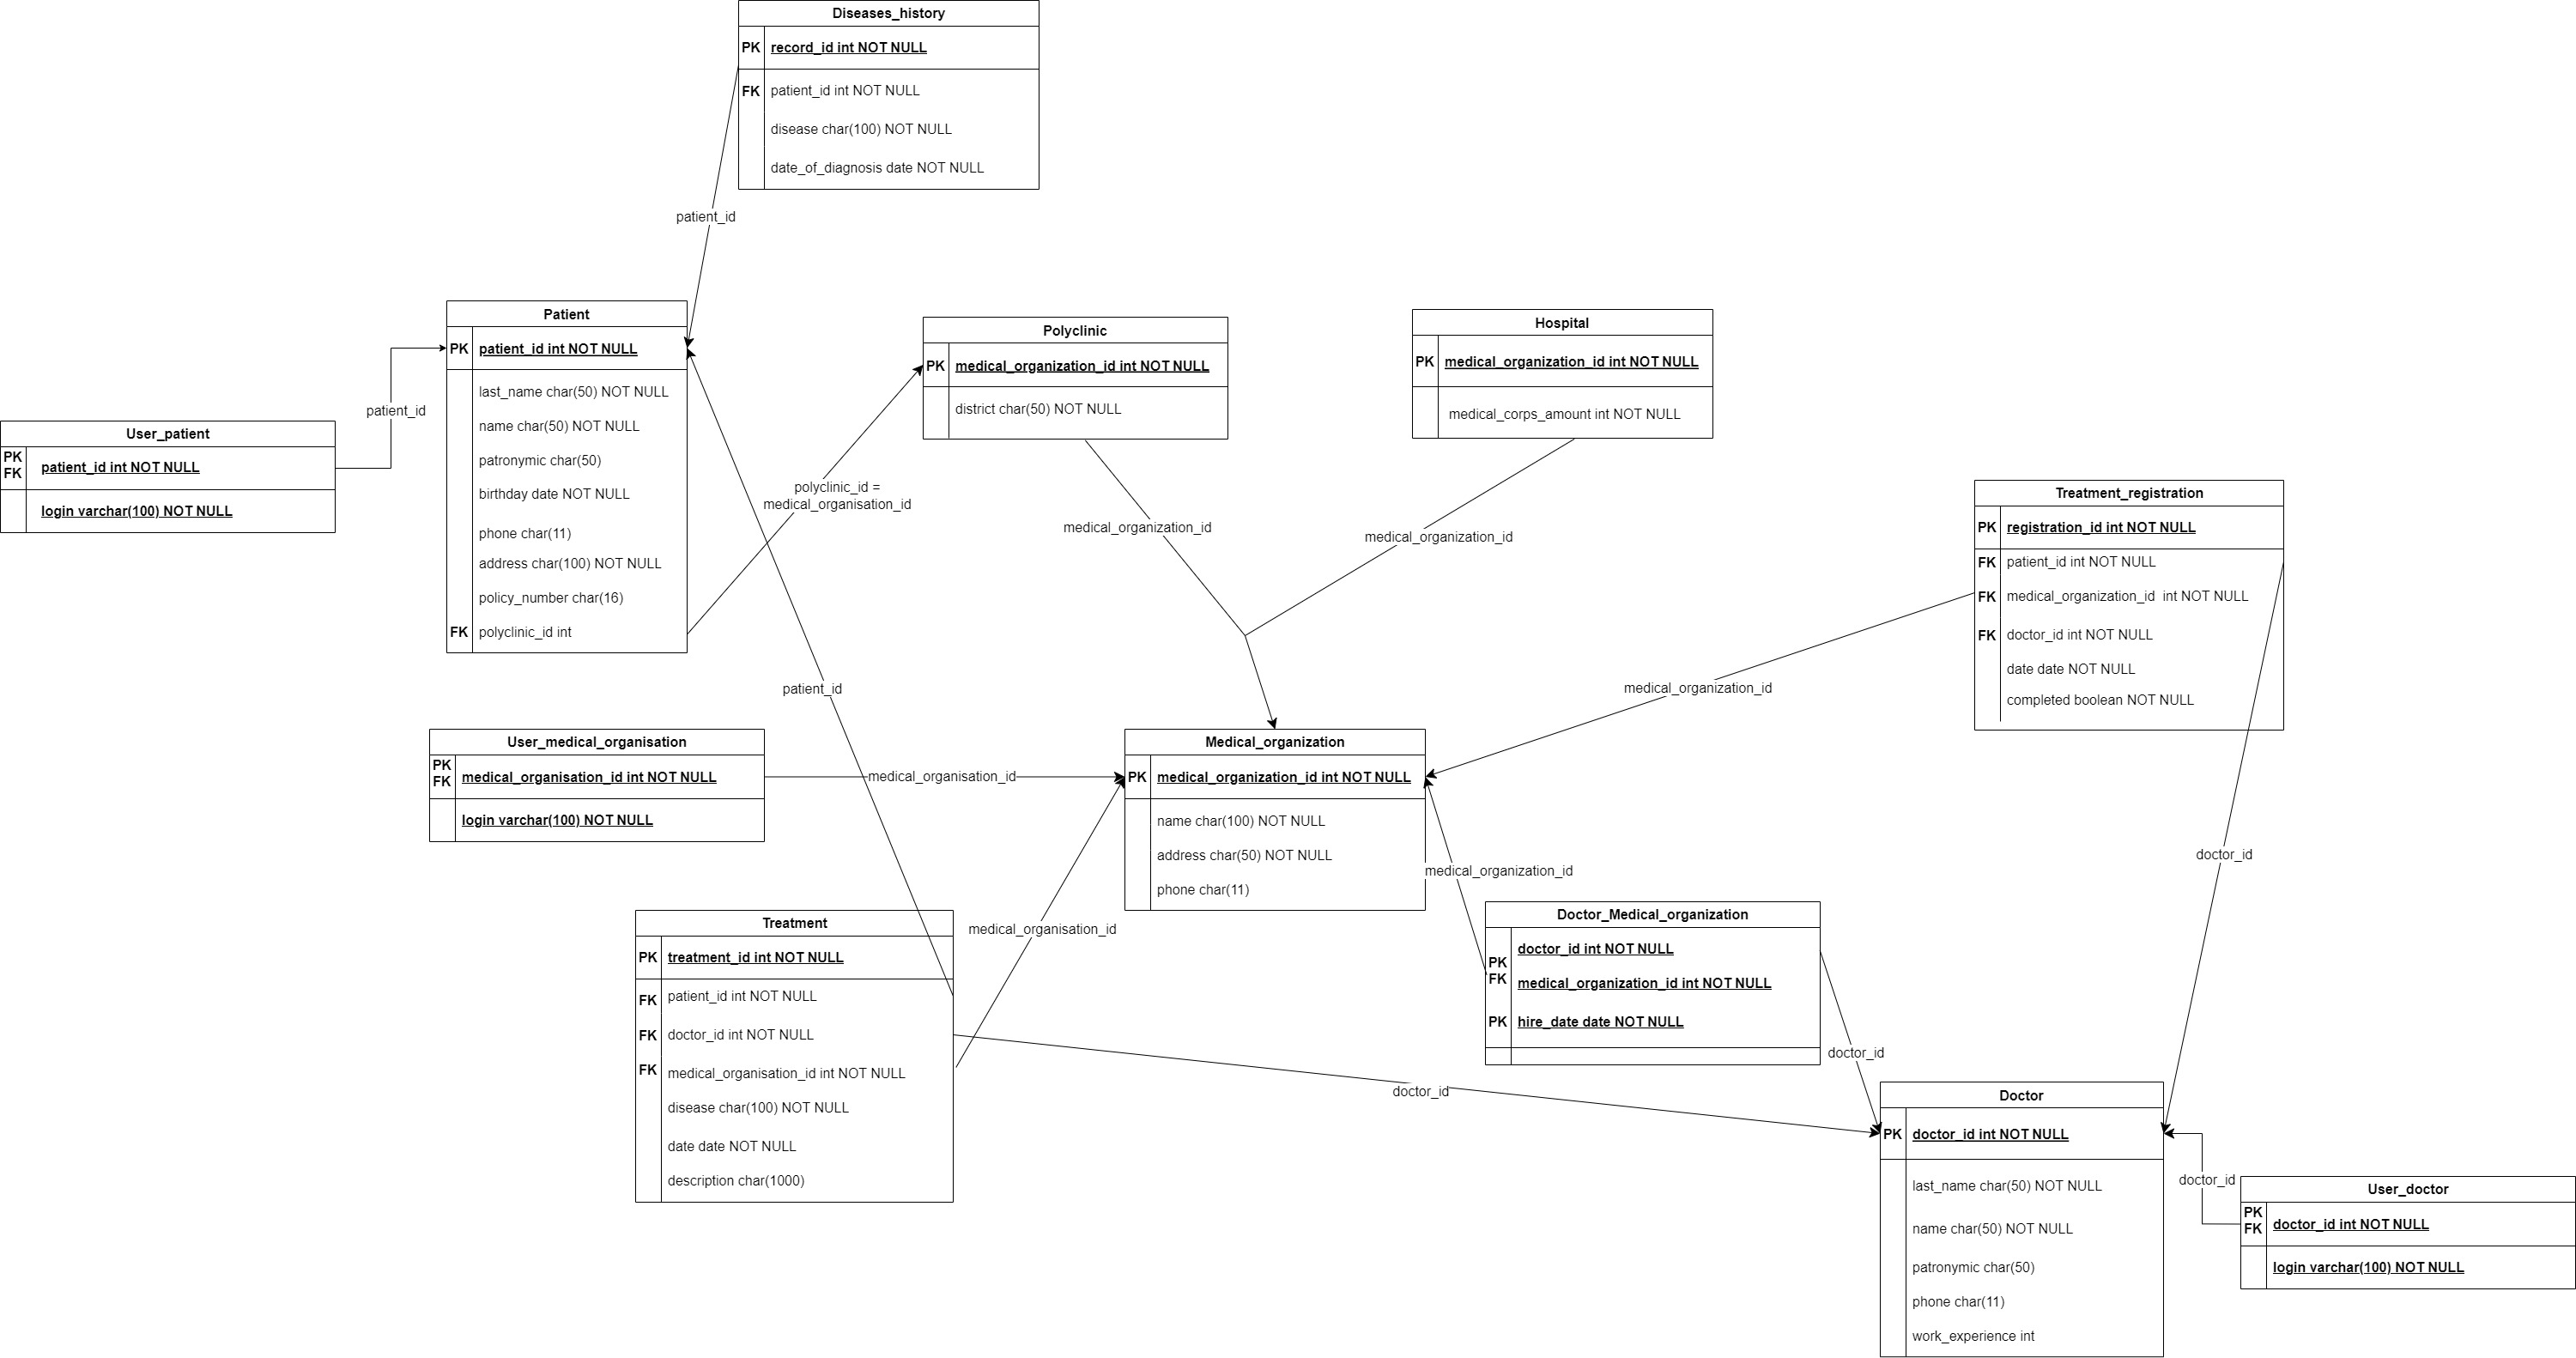 Diseases_history
PK record_id int NOT NULL
FK patient_id int NOT NULL
disease char(100) NOT NULL
date_of_diagnosis date NOT NULL
patient_id
Patient
PK patient_id int NOT NULL
last_name char(50) NOT NULL
name char(50) NOT NULL
patronymic char(50)
birthday date NOT NULL
phone char(11)
address char(100) NOT NULL
policy_number char(16)
FK polyclinic_id int
patient_id
User_patient
PK
FK patient_id int NOT NULL
login varchar(100) NOT NULL
Polyclinic
PK medical_organization_id int NOT NULL
district char(50) NOT NULL
polyclinic_id =
medical_organisation_id
Hospital
PK medical_organization_id int NOT NULL
medical_corps_amount int NOT NULL
medical_organization_id
medical_organization_id
Treatment_registration
PK registration_id int NOT NULL
FK patient_id int NOT NULL
FK medical_organization_id  int NOT NULL
FK doctor_id int NOT NULL
date date NOT NULL
completed boolean NOT NULL
patient_id
medical_organization_id
User_medical_organisation
PK
FK medical_organisation_id int NOT NULL
login varchar(100) NOT NULL
medical_organisation_id
Medical_organization
PK medical_organization_id int NOT NULL
name char(100) NOT NULL
address char(50) NOT NULL
phone char(11)
medical_organization_id
doctor_id
Treatment
PK treatment_id int NOT NULL
FK patient_id int NOT NULL
FK doctor_id int NOT NULL
FK medical_organisation_id int NOT NULL
disease char(100) NOT NULL
date date NOT NULL
description char(1000)
medical_organisation_id
Doctor_Medical_organization
doctor_id int NOT NULL
PK
FK
medical_organization_id int NOT NULL
PK hire_date date NOT NULL
doctor_id
doctor_id
Doctor
PK doctor_id int NOT NULL
last_name char(50) NOT NULL
name char(50) NOT NULL
patronymic char(50)
phone char(11)
work_experience int
doctor_id
User_doctor
PK
FK doctor_id int NOT NULL
login varchar(100) NOT NULL